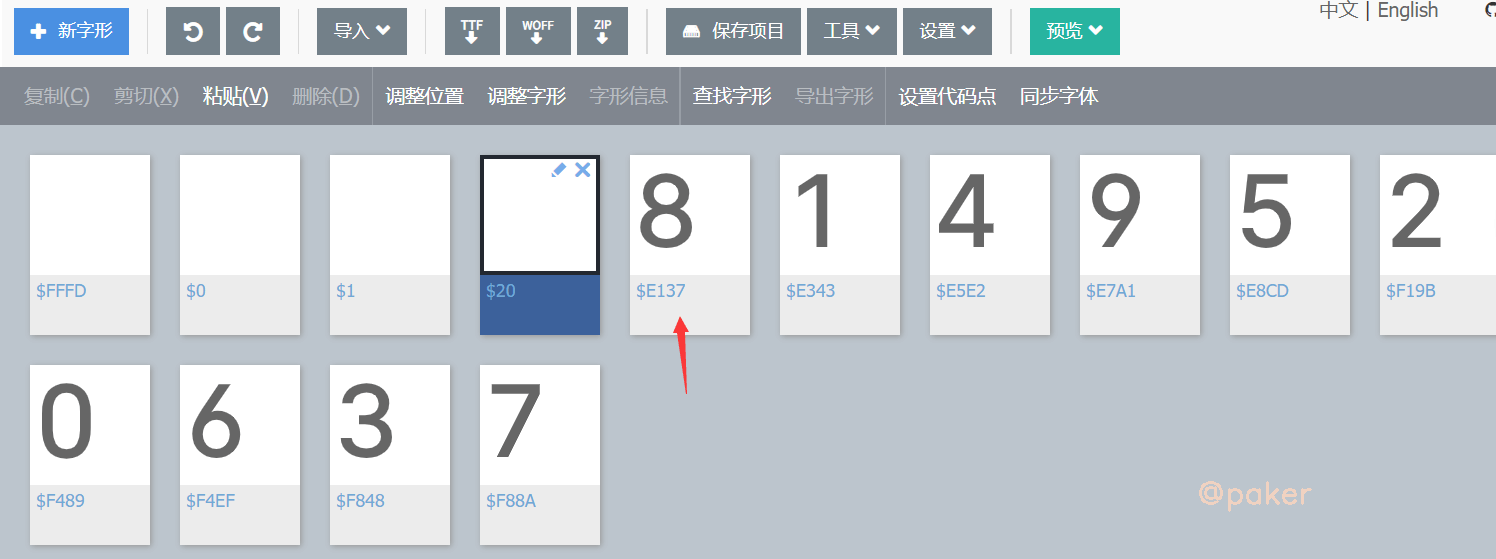 新字形 导入 TTF WOFF ZIP 保存项目 工具 设置 预览 中文 | English
复制(C) 剪切(X) 粘贴(V) 删除(D) 调整位置 调整字形 字形信息 查找字形 导出字形 设置代码点 同步字体
8 1 4 9 5 2
$FFFD $0 $1 $20 $E137 $E343 $E5E2 $E7A1 $E8CD $F19B
0 6 3 7
$F489 $F4EF $F848 $F88A
@paker